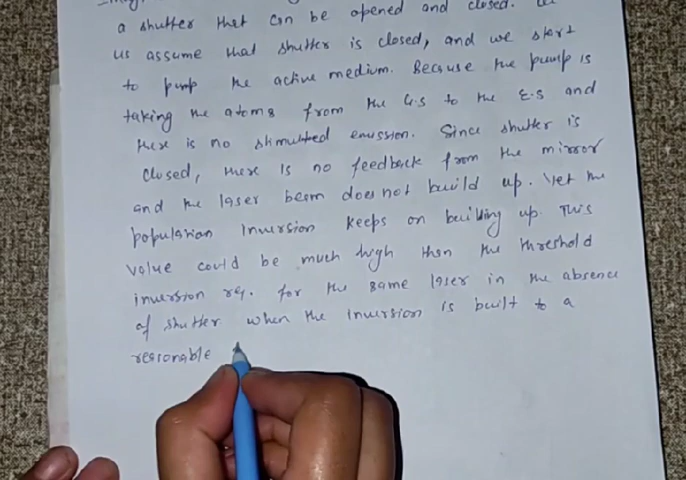 a shutter that can be opened and closed. Let
us assume that shutter is closed, and we start
to pump the active medium. Because the pump is
taking the atoms from the G.S to the E.S and
there is no stimulted emission. Since shutter is
closed, there is no feedback from the mirror
and the laser beam does not build up. Yet the
population inversion keeps on builing up. This
value could be much high then the threshold
inversion req. for the same laser in the absence
of shutter when the inversion is built to a
reasonable